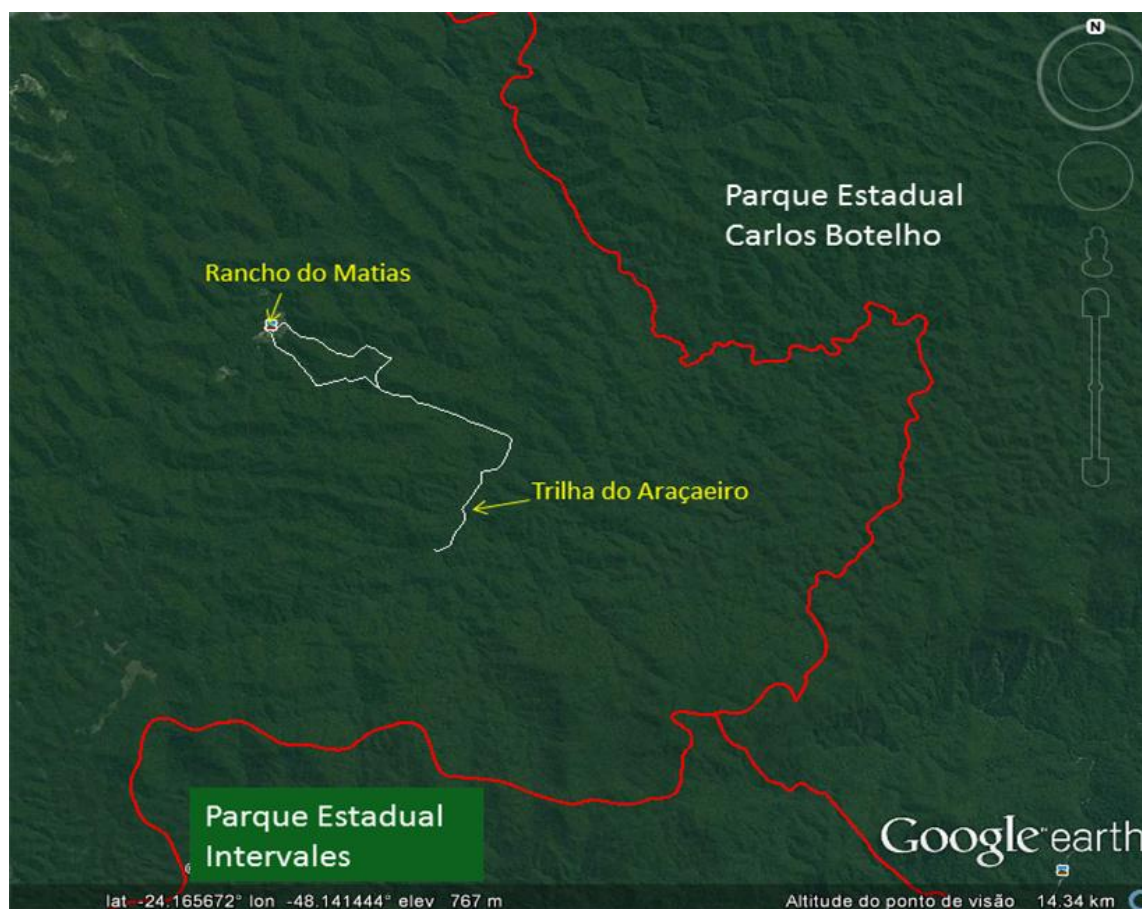 N
Parque Estadual
Carlos Botelho
Rancho do Matias
Trilha do Araçaeiro
Parque Estadual
Intervales
Google earth
lat -24.165672° lon -48.141444° elev 767 m
Altitude do ponto de visão 14.34 km